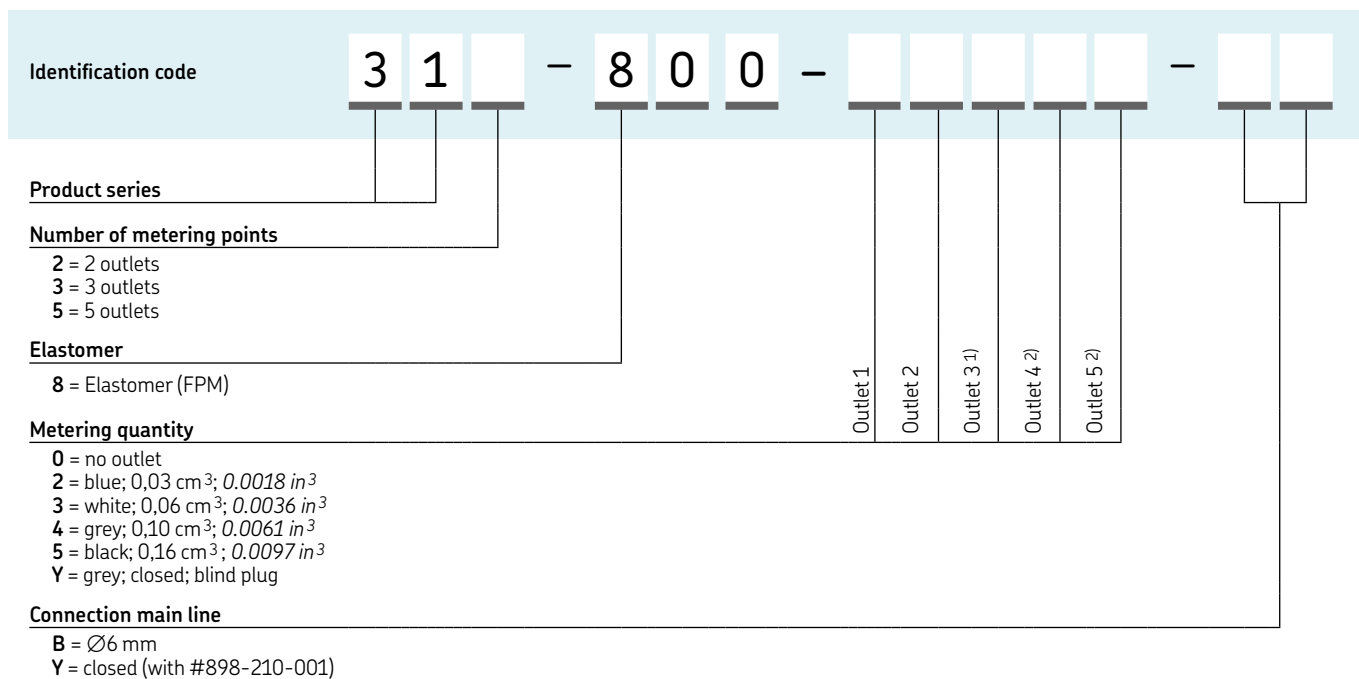 Identification code 3 1 – 8 0 0 – –
Product series
Number of metering points
2 = 2 outlets
3 = 3 outlets
5 = 5 outlets
Elastomer
8 = Elastomer (FPM)
Outlet 1
Outlet 2
Outlet 3 1)
Outlet 4 2)
Outlet 5 2)
Metering quantity
0 = no outlet
2 = blue; 0,03 cm³; 0.0018 in³
3 = white; 0,06 cm³; 0.0036 in³
4 = grey; 0,10 cm³; 0.0061 in³
5 = black; 0,16 cm³ ; 0.0097 in³
Y = grey; closed; blind plug
Connection main line
B = Ø6 mm
Y = closed (with #898-210-001)